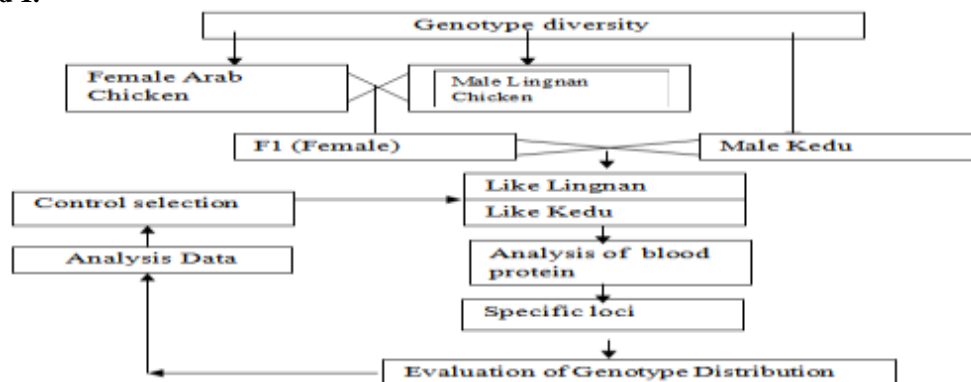 Genotype diversity
Female Arab
Chicken
Male Lingnan
Chicken
F1 (Female)
Male Kedu
Like Lingnan
Like Kedu
Control selection
Analysis Data
Analysis of blood
protein
Specific loci
Evaluation of Genotype Distribution